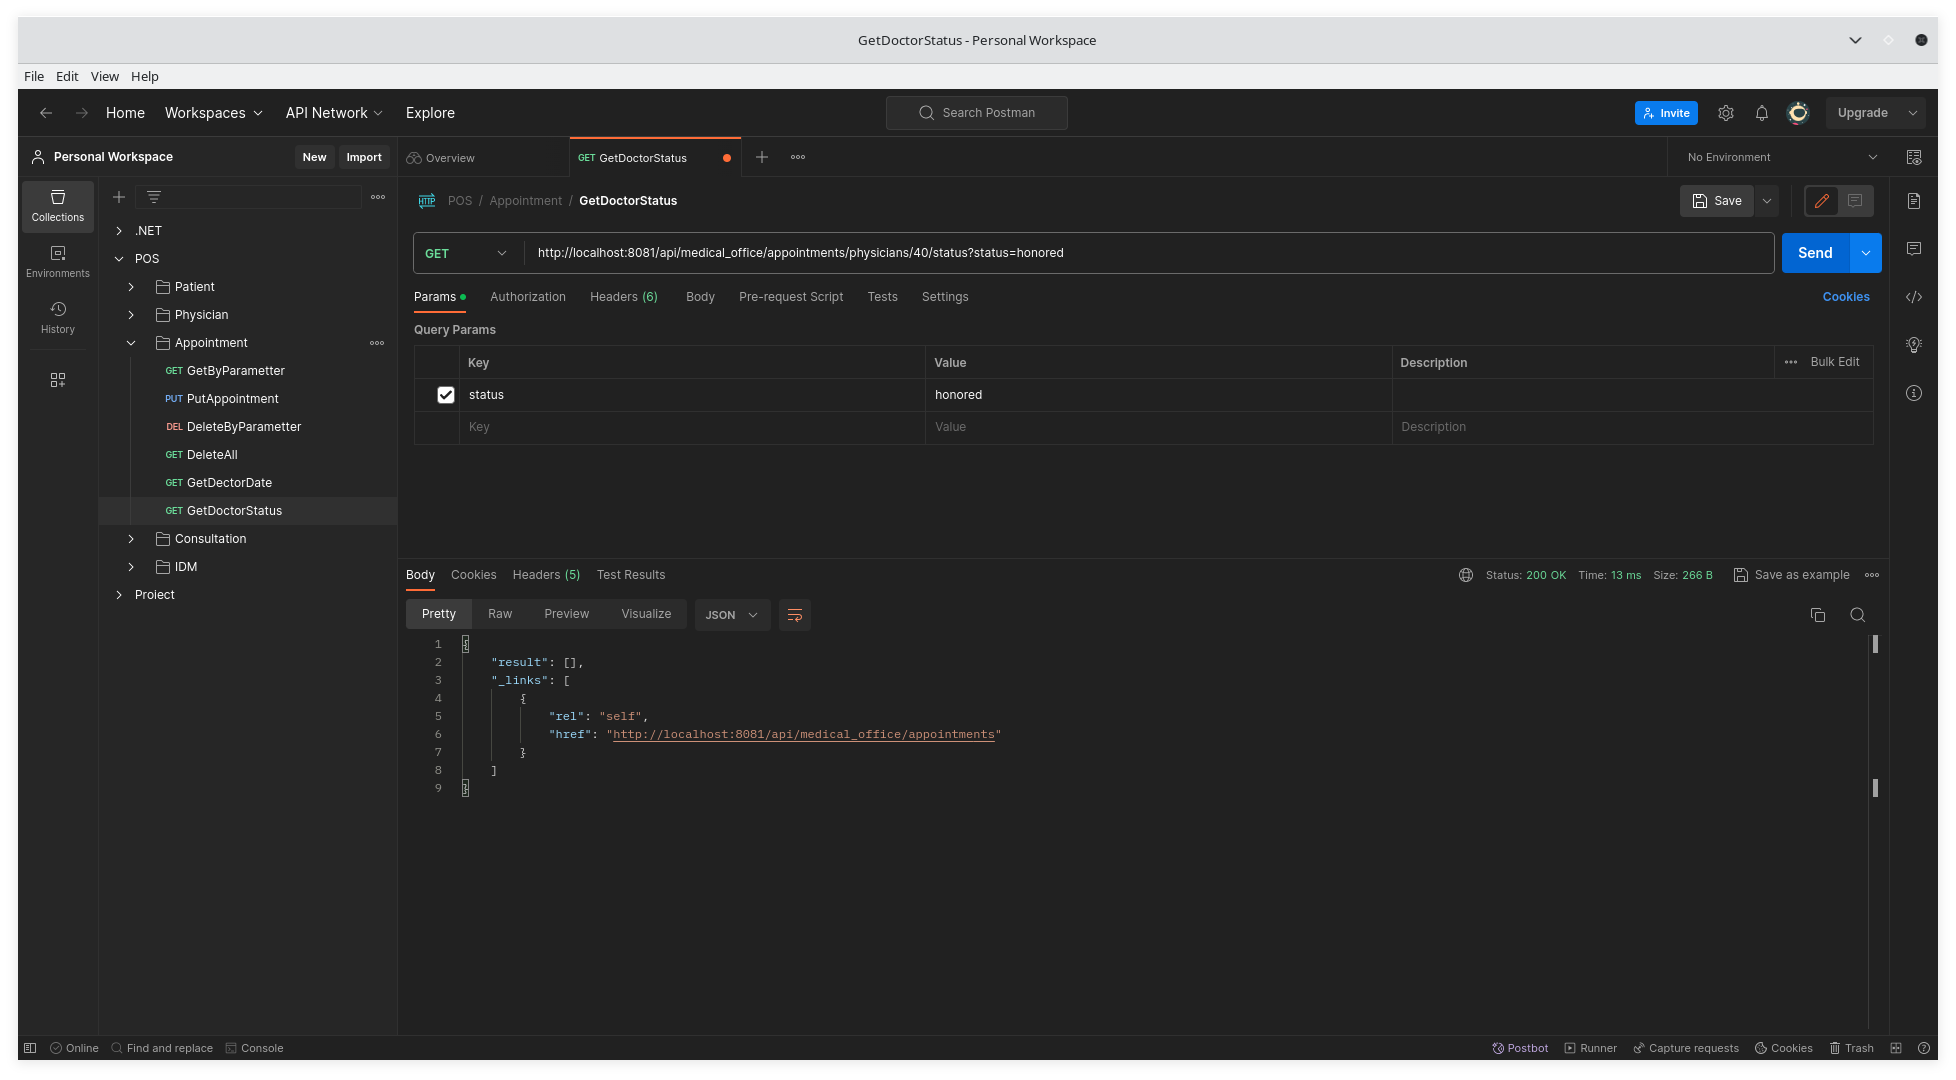 GetDoctorStatus - Personal Workspace
File Edit View Help
Home Workspaces API Network Explore
Search Postman
Invite
Upgrade
Personal Workspace
New Import
Overview
GET GetDoctorStatus
No Environment
Collections
Environments
History
.NET
POS
Patient
Physician
Appointment
GET GetByParametter
PUT PutAppointment
DEL DeleteByParametter
GET DeleteAll
GET GetDectorDate
GET GetDoctorStatus
Consultation
IDM
Proiect
HTTP POS / Appointment / GetDoctorStatus
Save
GET http://localhost:8081/api/medical_office/appointments/physicians/40/status?status=honored
Send
Params Authorization Headers (6) Body Pre-request Script Tests Settings
Cookies
Query Params
Key Value Description Bulk Edit
status honored
Key Value Description
Body Cookies Headers (5) Test Results
Status: 200 OK Time: 13 ms Size: 266 B Save as example
Pretty Raw Preview Visualize JSON
1 {
2 "result": [],
3 "_links": [
4 {
5 "rel": "self",
6 "href": "http://localhost:8081/api/medical_office/appointments"
7 }
8 ]
9 }
Online Find and replace Console
Postbot Runner Capture requests Cookies Trash